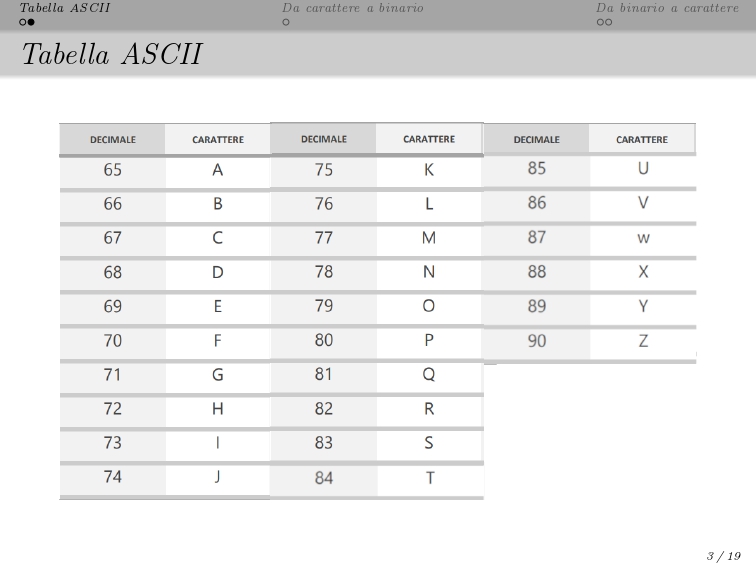 Tabella ASCII Da carattere a binario Da binario a carattere
Tabella ASCII
DECIMALE CARATTERE DECIMALE CARATTERE DECIMALE CARATTERE
65 A 75 K 85 U
66 B 76 L 86 V
67 C 77 M 87 w
68 D 78 N 88 X
69 E 79 O 89 Y
70 F 80 P 90 Z
71 G 81 Q
72 H 82 R
73 I 83 S
74 J 84 T
3 / 19